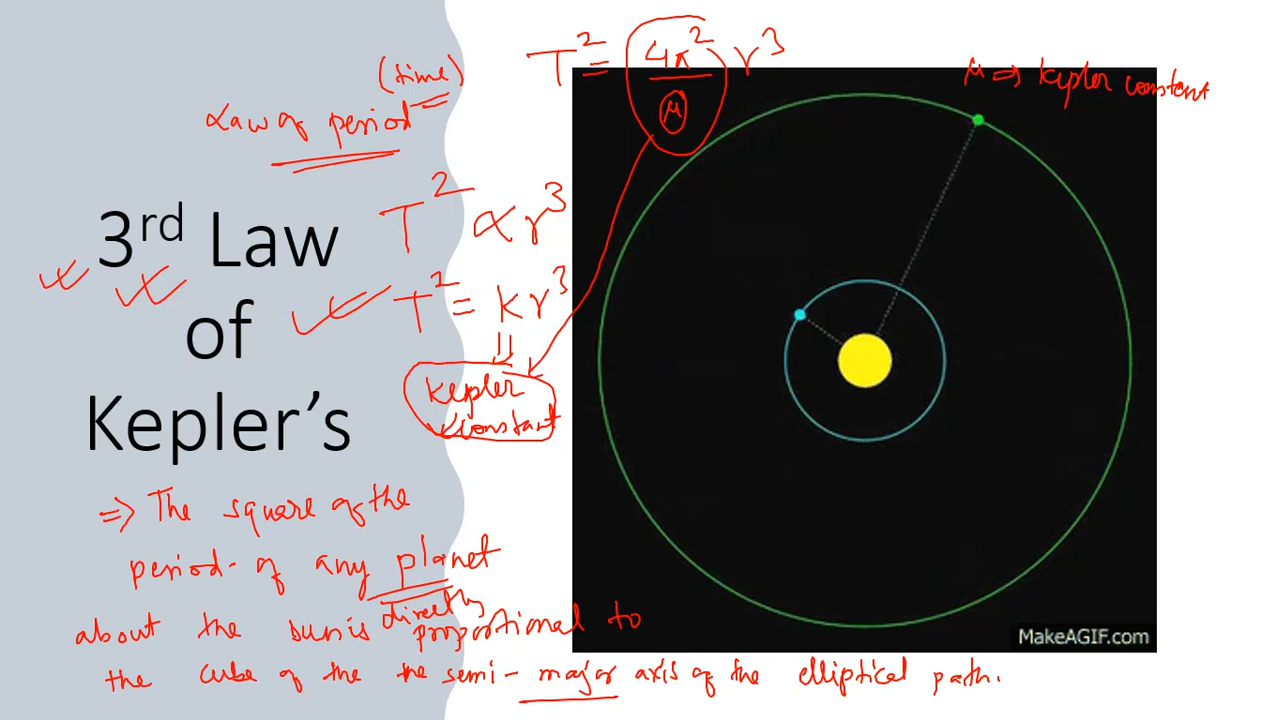 T² = 4π²/μ r³
μ ⇒ Kepler constant
(time)
Law of period
3rd Law
of
Kepler’s
T² ∝ r³
T² = kr³
Kepler
Constant
⇒ The square of the
period of any planet
about the sun is directly proportional to
the cube of the the semi-major axis of the elliptical path.
MakeAGIF.com